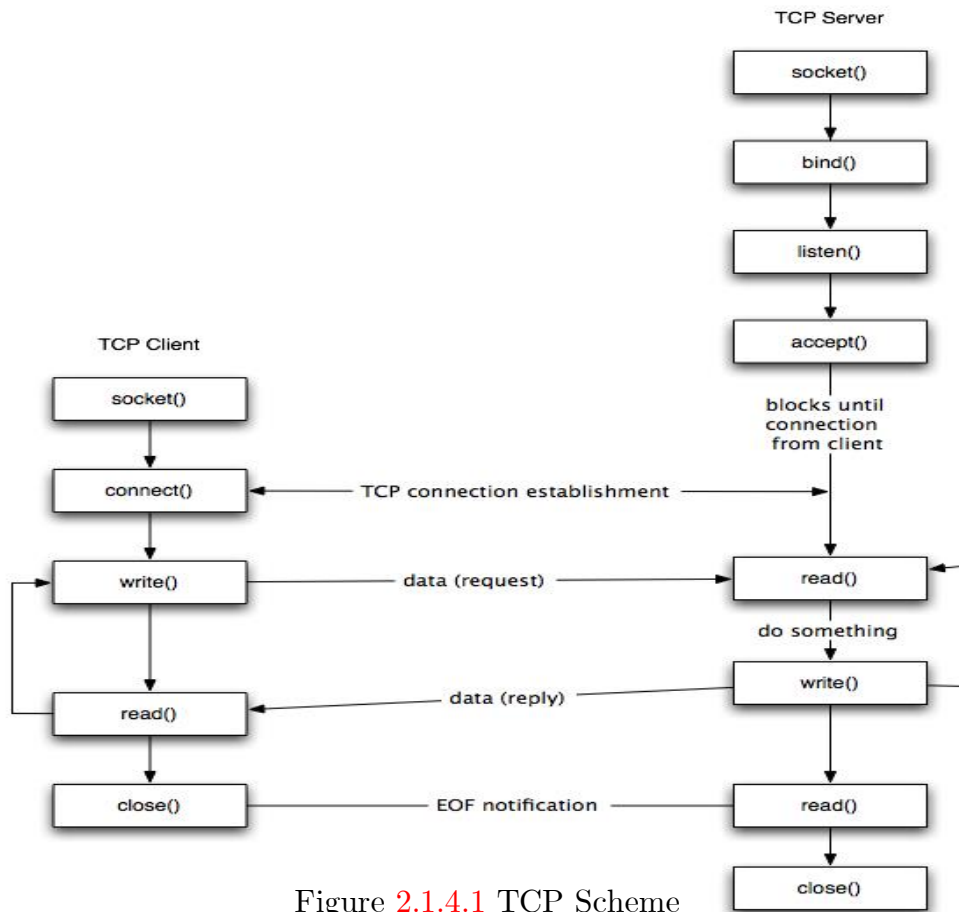 TCP Server
socket()
bind()
listen()
accept()
blocks until
connection
from client
TCP Client
socket()
connect()
TCP connection establishment
write()
data (request)
read()
do something
write()
data (reply)
read()
close()
EOF notification
read()
close()
Figure 2.1.4.1 TCP Scheme